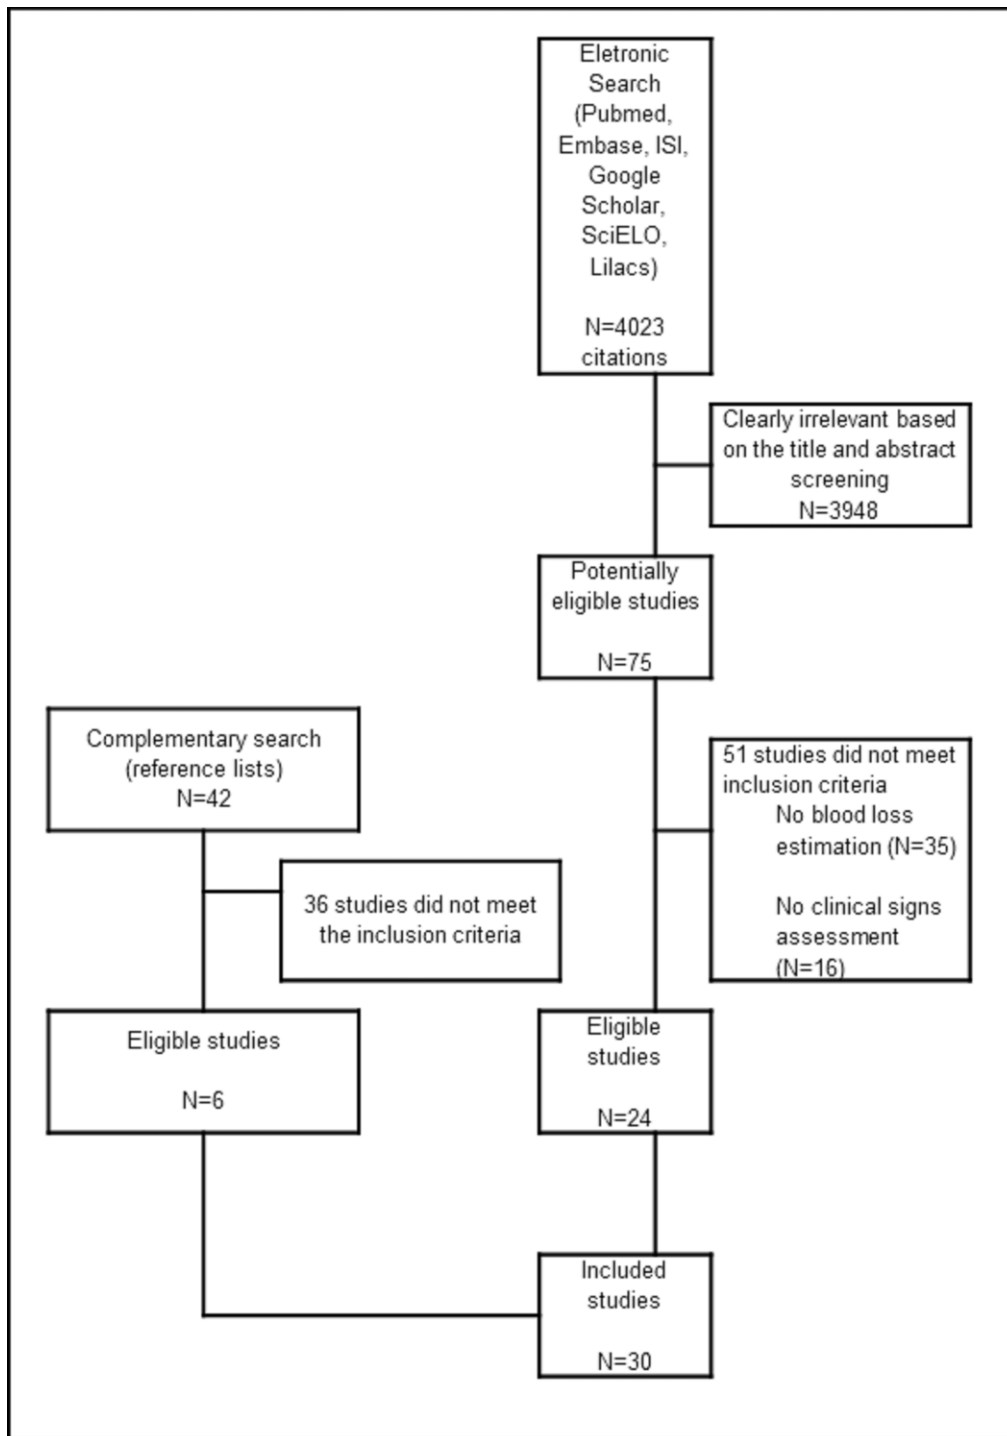 Eletronic
Search
(Pubmed,
Embase, ISI,
Google
Scholar,
SciELO,
Lilacs)
N=4023
citations
Clearly irrelevant based
on the title and abstract
screening
N=3948
Potentially
eligible studies
N=75
Complementary search
(reference lists)
N=42
51 studies did not meet
inclusion criteria
No blood loss
estimation (N=35)
No clinical signs
assessment
(N=16)
36 studies did not meet
the inclusion criteria
Eligible studies
N=6
Eligible
studies
N=24
Included
studies
N=30